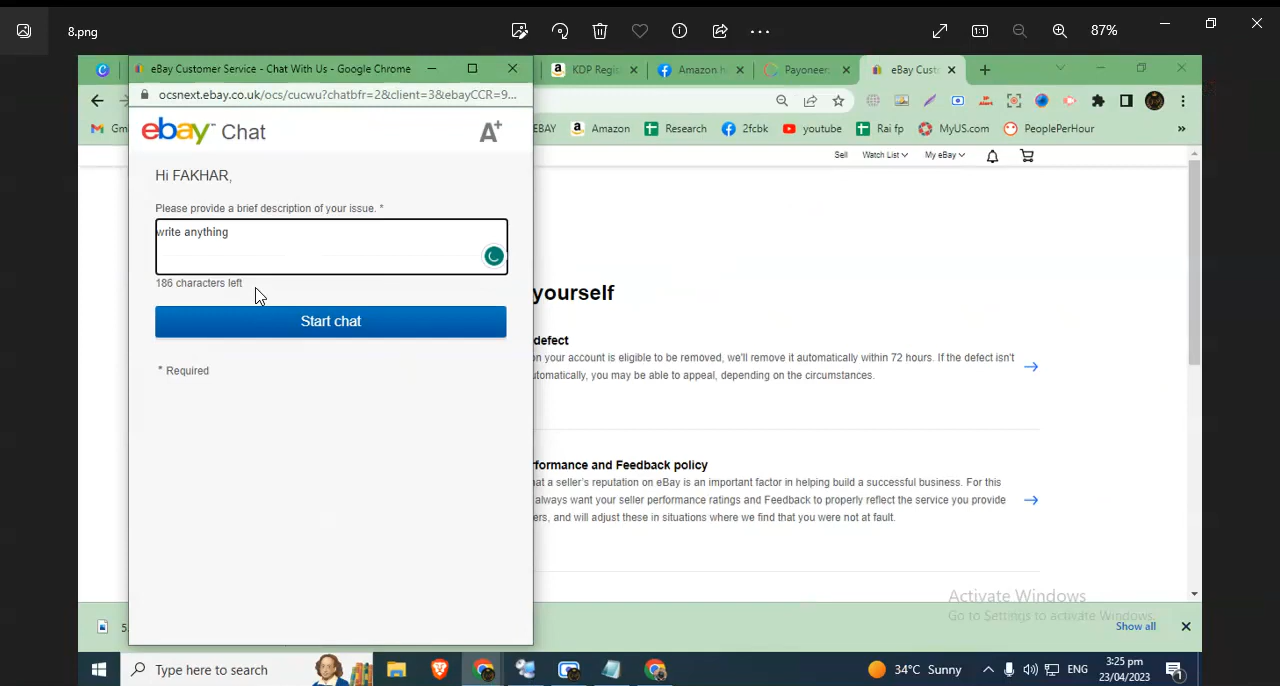 8.png
87%
eBay Customer Service - Chat With Us - Google Chrome
KDP Regi
Amazon h
Payoneer
eBay Cust
ocsnext.ebay.co.uk/ocs/cucwu?chatbfr=2&client=3&ebayCCR=9...
Gm
EBAY
Amazon
Research
2fcbk
youtube
Rai fp
MyUS.com
PeoplePerHour
»
ebay™ Chat
A+
Sell
Watch List
My eBay
Hi FAKHAR,
Please provide a brief description of your issue. *
write anything
186 characters left
Start chat
* Required
yourself
defect
on your account is eligible to be removed, we'll remove it automatically within 72 hours. If the defect isn't
utomatically, you may be able to appeal, depending on the circumstances.
formance and Feedback policy
at a seller's reputation on eBay is an important factor in helping build a successful business. For this
always want your seller performance ratings and Feedback to properly reflect the service you provide
ers, and will adjust these in situations where we find that you were not at fault.
Activate Windows
Go to Settings to activate Windows.
5.
Show all
Type here to search
34°C Sunny
ENG
3:25 pm
23/04/2023
1